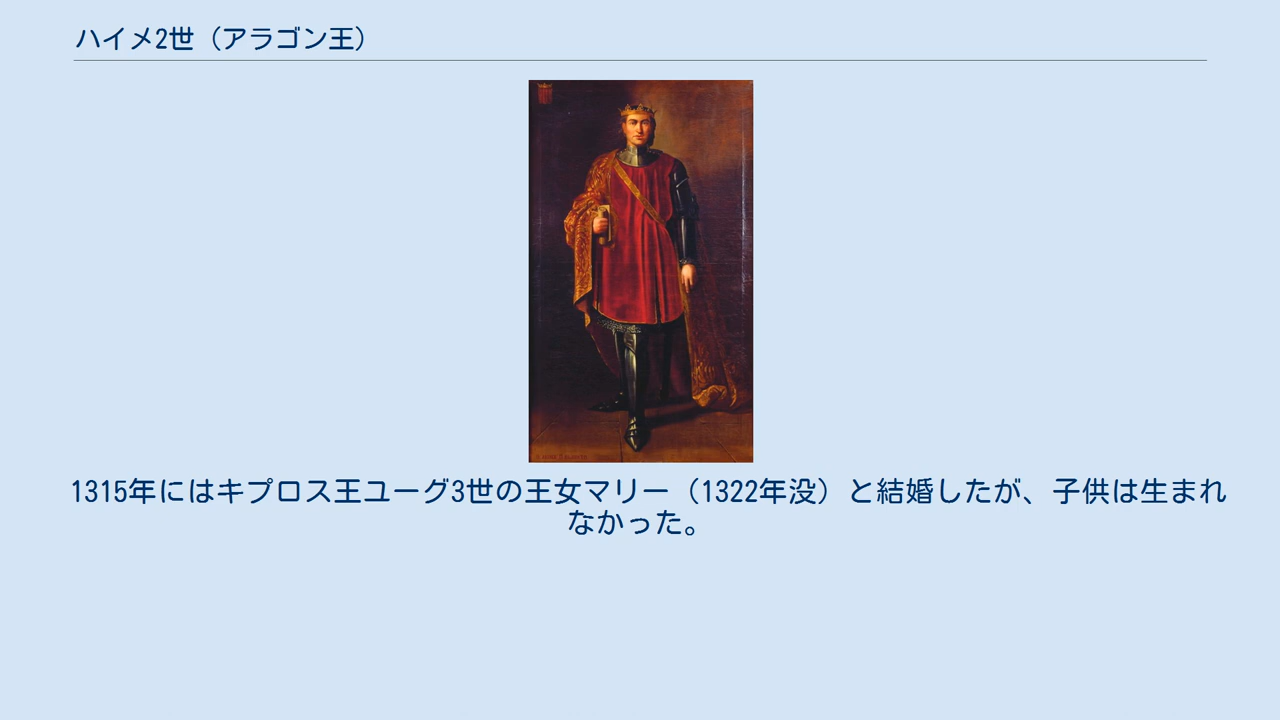 ハイメ2世（アラゴン王）
1315年にはキプロス王ユーグ3世の王女マリー（1322年没）と結婚したが、子供は生まれ
なかった。